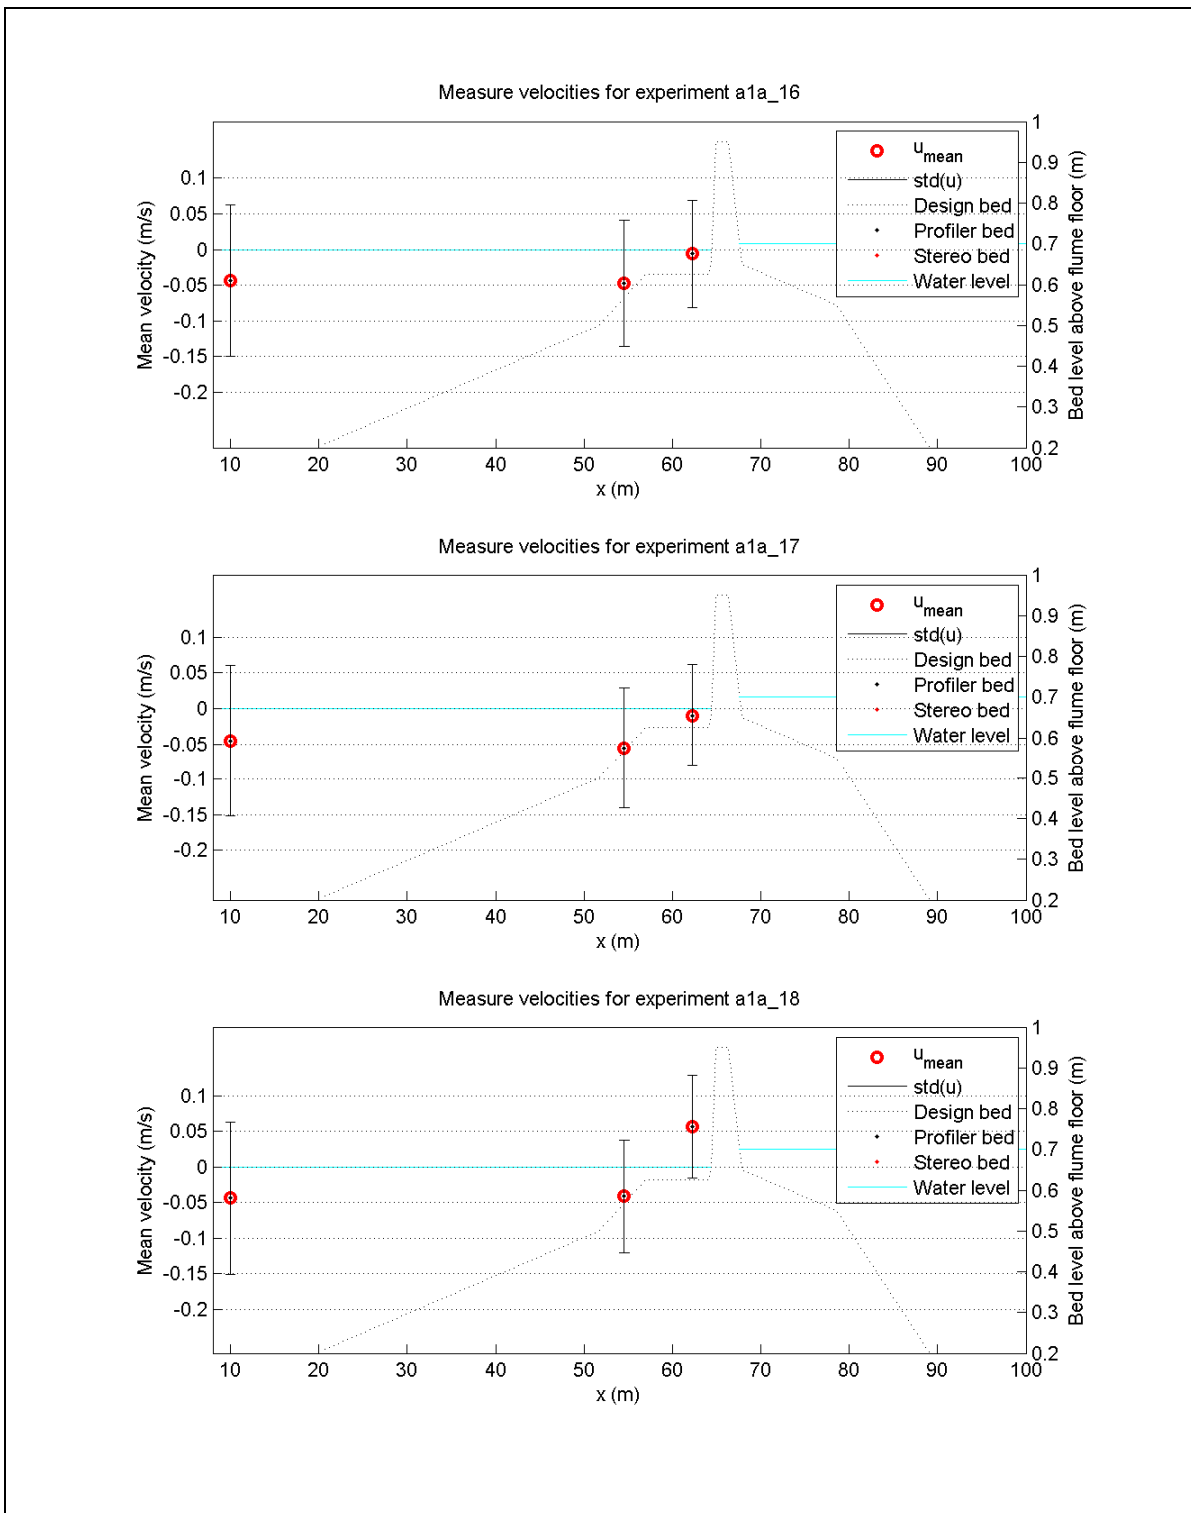 Measure velocities for experiment a1a_16
Mean velocity (m/s)
0.1
0.05
0
-0.05
-0.1
-0.15
-0.2
10 20 30 40 50 60 70 80 90 100
x (m)
1
0.9
0.8
0.7
0.6
0.5
0.4
0.3
0.2
Bed level above flume floor (m)
u_mean
std(u)
Design bed
Profiler bed
Stereo bed
Water level
Measure velocities for experiment a1a_17
Mean velocity (m/s)
0.1
0.05
0
-0.05
-0.1
-0.15
-0.2
10 20 30 40 50 60 70 80 90 100
x (m)
1
0.9
0.8
0.7
0.6
0.5
0.4
0.3
0.2
Bed level above flume floor (m)
u_mean
std(u)
Design bed
Profiler bed
Stereo bed
Water level
Measure velocities for experiment a1a_18
Mean velocity (m/s)
0.1
0.05
0
-0.05
-0.1
-0.15
-0.2
10 20 30 40 50 60 70 80 90 100
x (m)
1
0.9
0.8
0.7
0.6
0.5
0.4
0.3
0.2
Bed level above flume floor (m)
u_mean
std(u)
Design bed
Profiler bed
Stereo bed
Water level